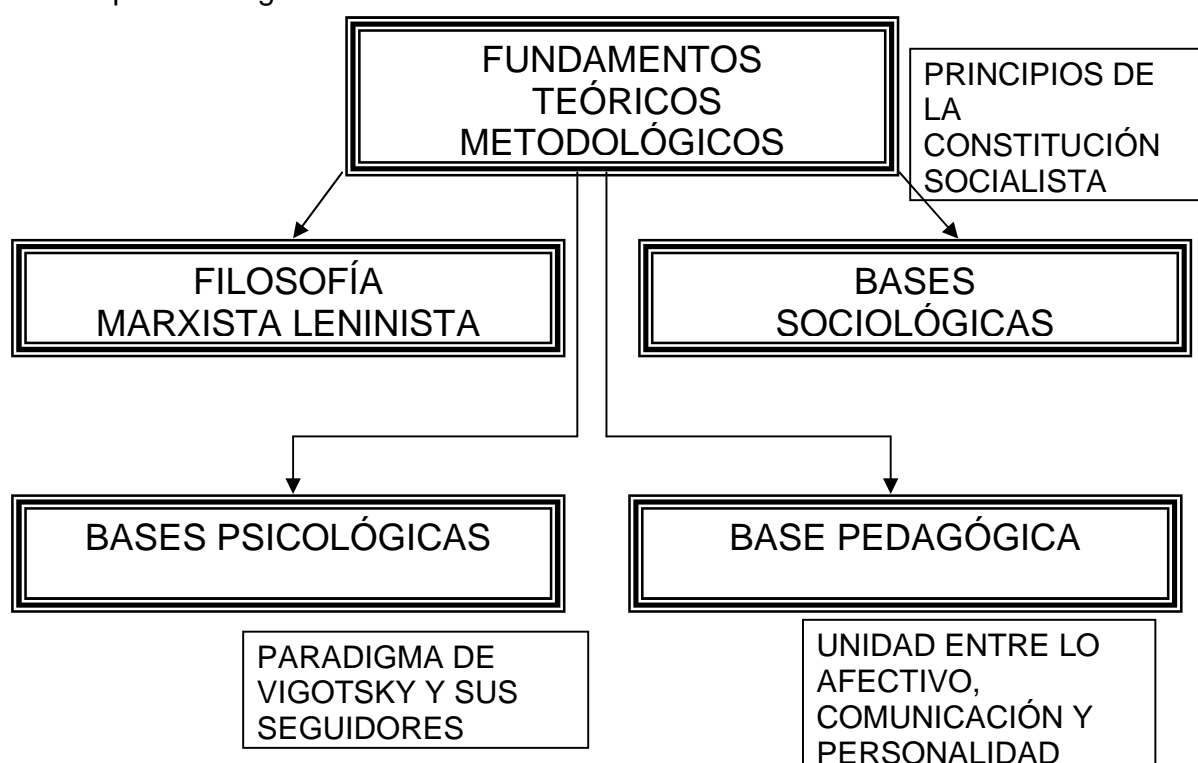 FUNDAMENTOS
TEÓRICOS
METODOLÓGICOS
PRINCIPIOS DE
LA
CONSTITUCIÓN
SOCIALISTA
FILOSOFÍA
MARXISTA LENINISTA
BASES
SOCIOLÓGICAS
BASES PSICOLÓGICAS
BASE PEDAGÓGICA
PARADIGMA DE
VIGOTSKY Y SUS
SEGUIDORES
UNIDAD ENTRE LO
AFECTIVO,
COMUNICACIÓN Y
PERSONALIDAD